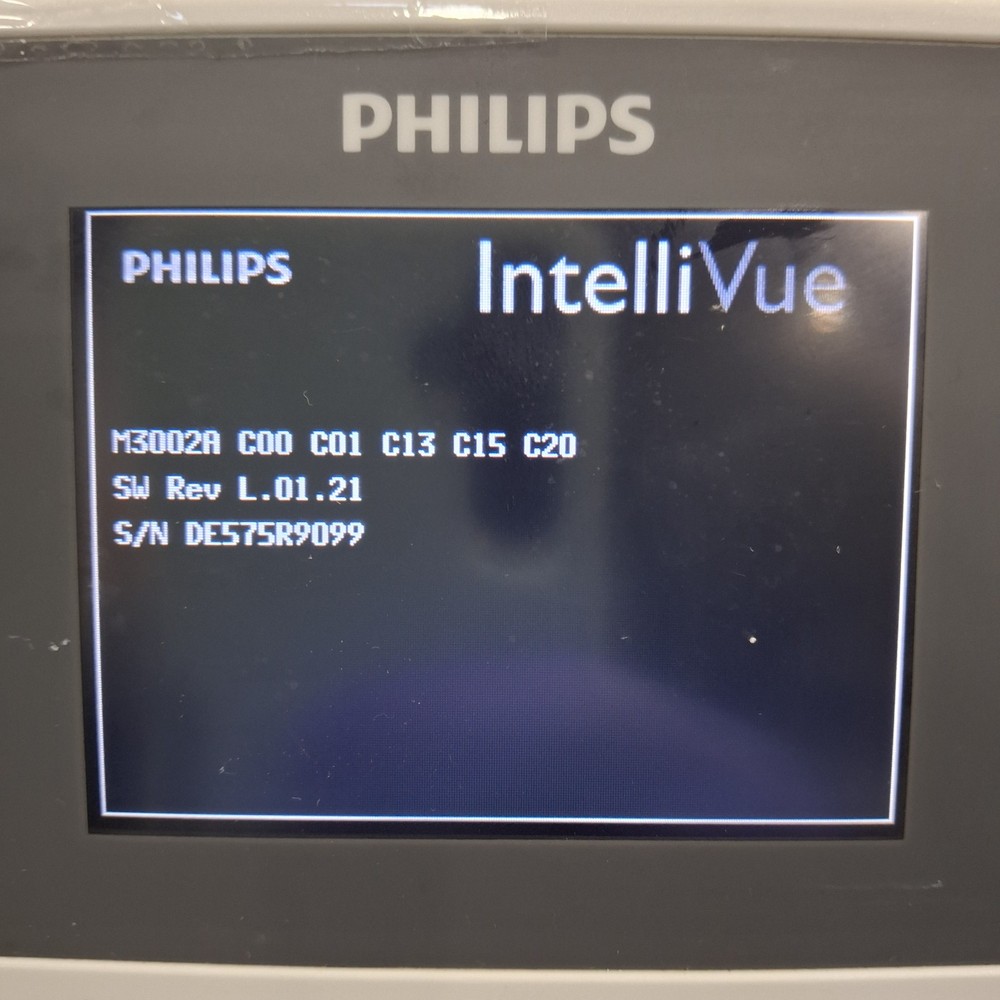 PHILIPS
PHILIPS IntelliVue
M3002A C00 C01 C13 C15 C20
SW Rev L.01.21
S/N DE575R9099